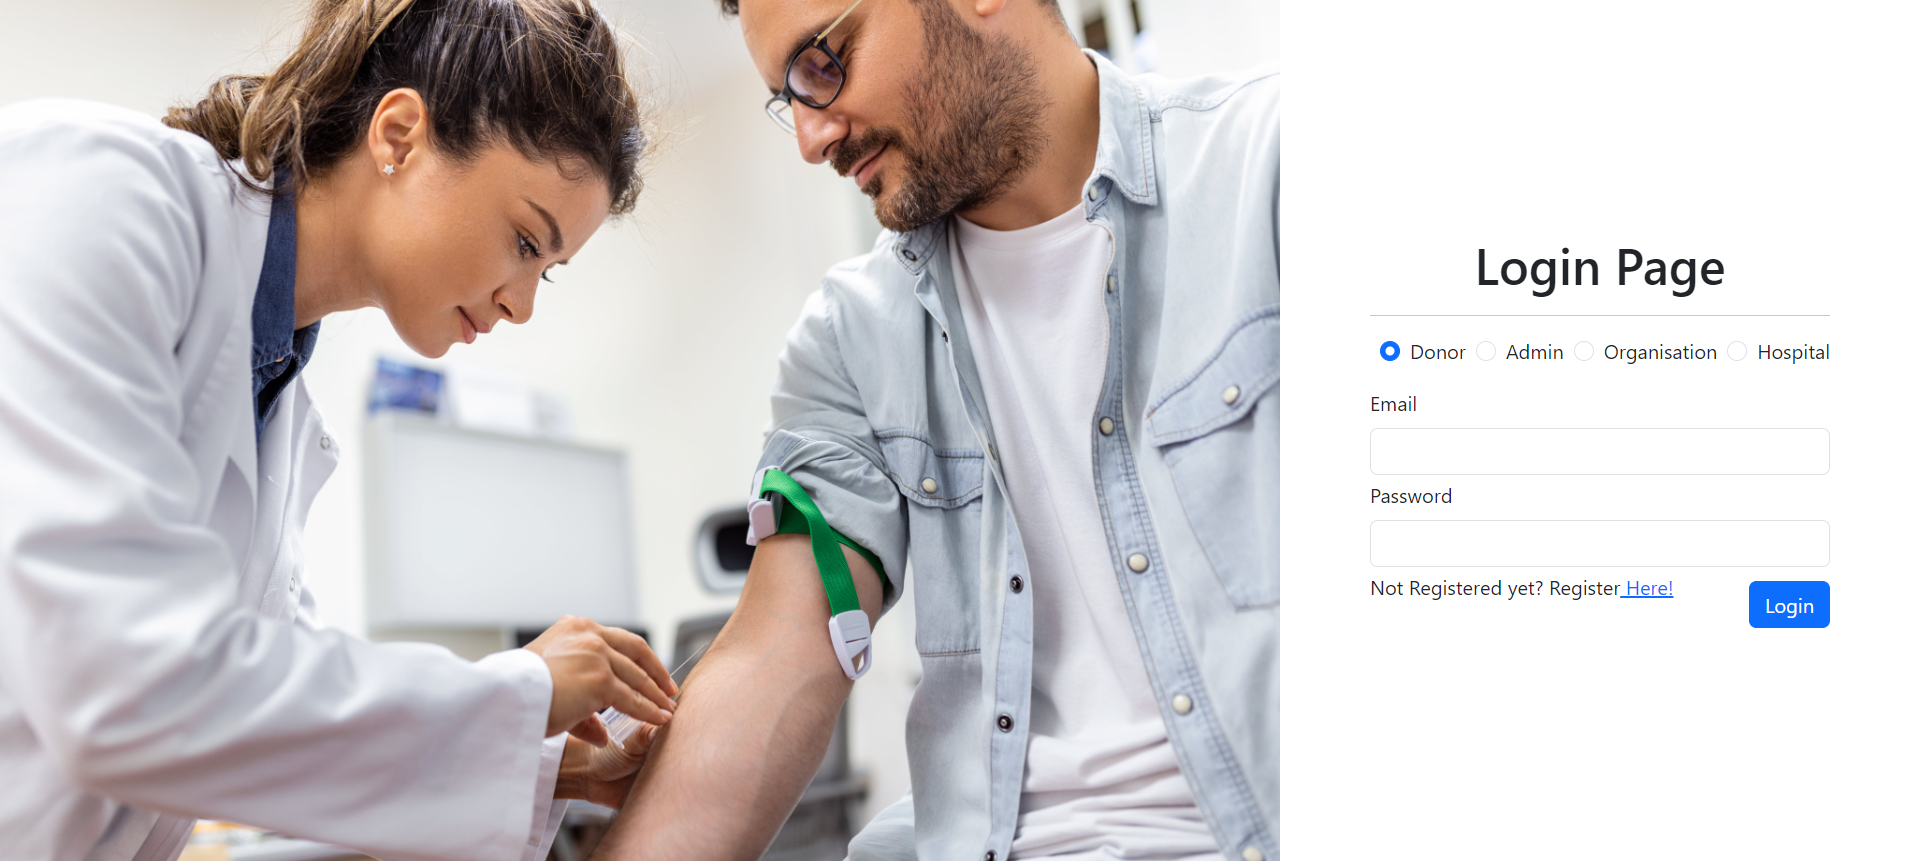 Login Page
Donor Admin Organisation Hospital
Email
Password
Not Registered yet? Register Here!
Login